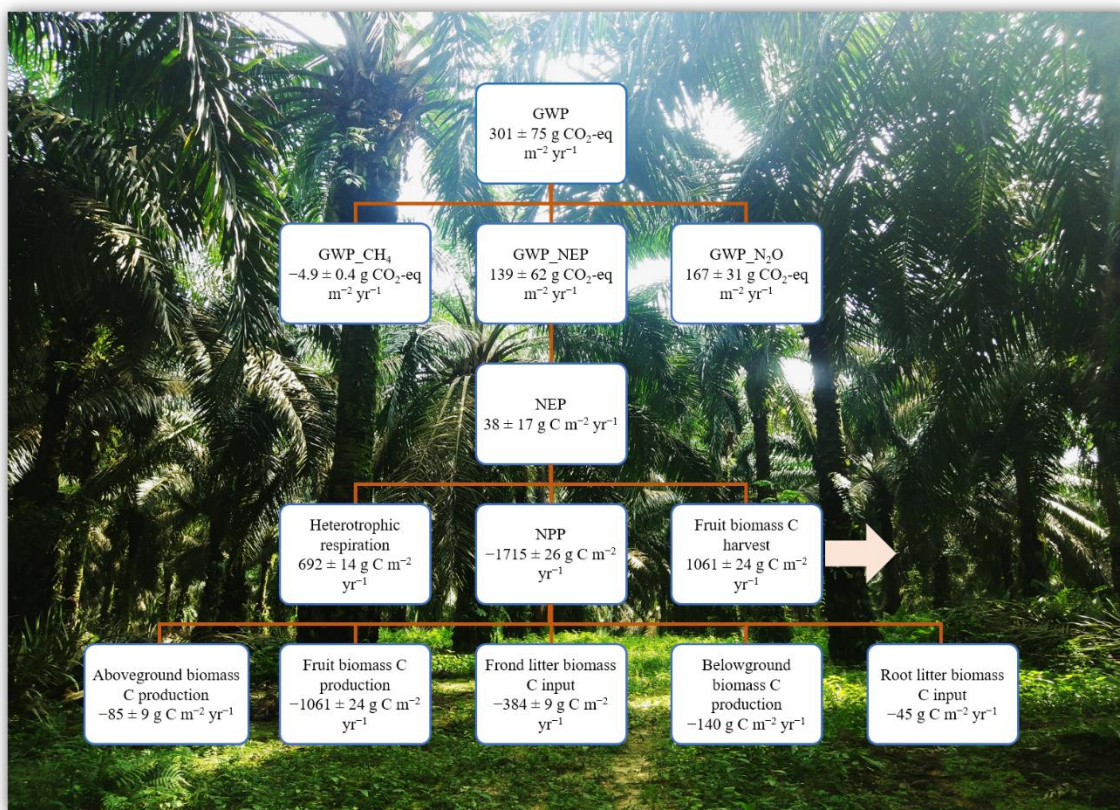 GWP
301 ± 75 g CO₂-eq
m⁻² yr⁻¹
GWP_CH₄
−4.9 ± 0.4 g CO₂-eq
m⁻² yr⁻¹
GWP_NEP
139 ± 62 g CO₂-eq
m⁻² yr⁻¹
GWP_N₂O
167 ± 31 g CO₂-eq
m⁻² yr⁻¹
NEP
38 ± 17 g C m⁻² yr⁻¹
Heterotrophic
respiration
692 ± 14 g C m⁻²
yr⁻¹
NPP
−1715 ± 26 g C m⁻²
yr⁻¹
Fruit biomass C
harvest
1061 ± 24 g C m⁻²
yr⁻¹
Aboveground biomass
C production
−85 ± 9 g C m⁻² yr⁻¹
Fruit biomass C
production
−1061 ± 24 g C m⁻²
yr⁻¹
Frond litter biomass
C input
−384 ± 9 g C m⁻²
yr⁻¹
Belowground
biomass C
production
−140 g C m⁻² yr⁻¹
Root litter biomass
C input
−45 g C m⁻² yr⁻¹